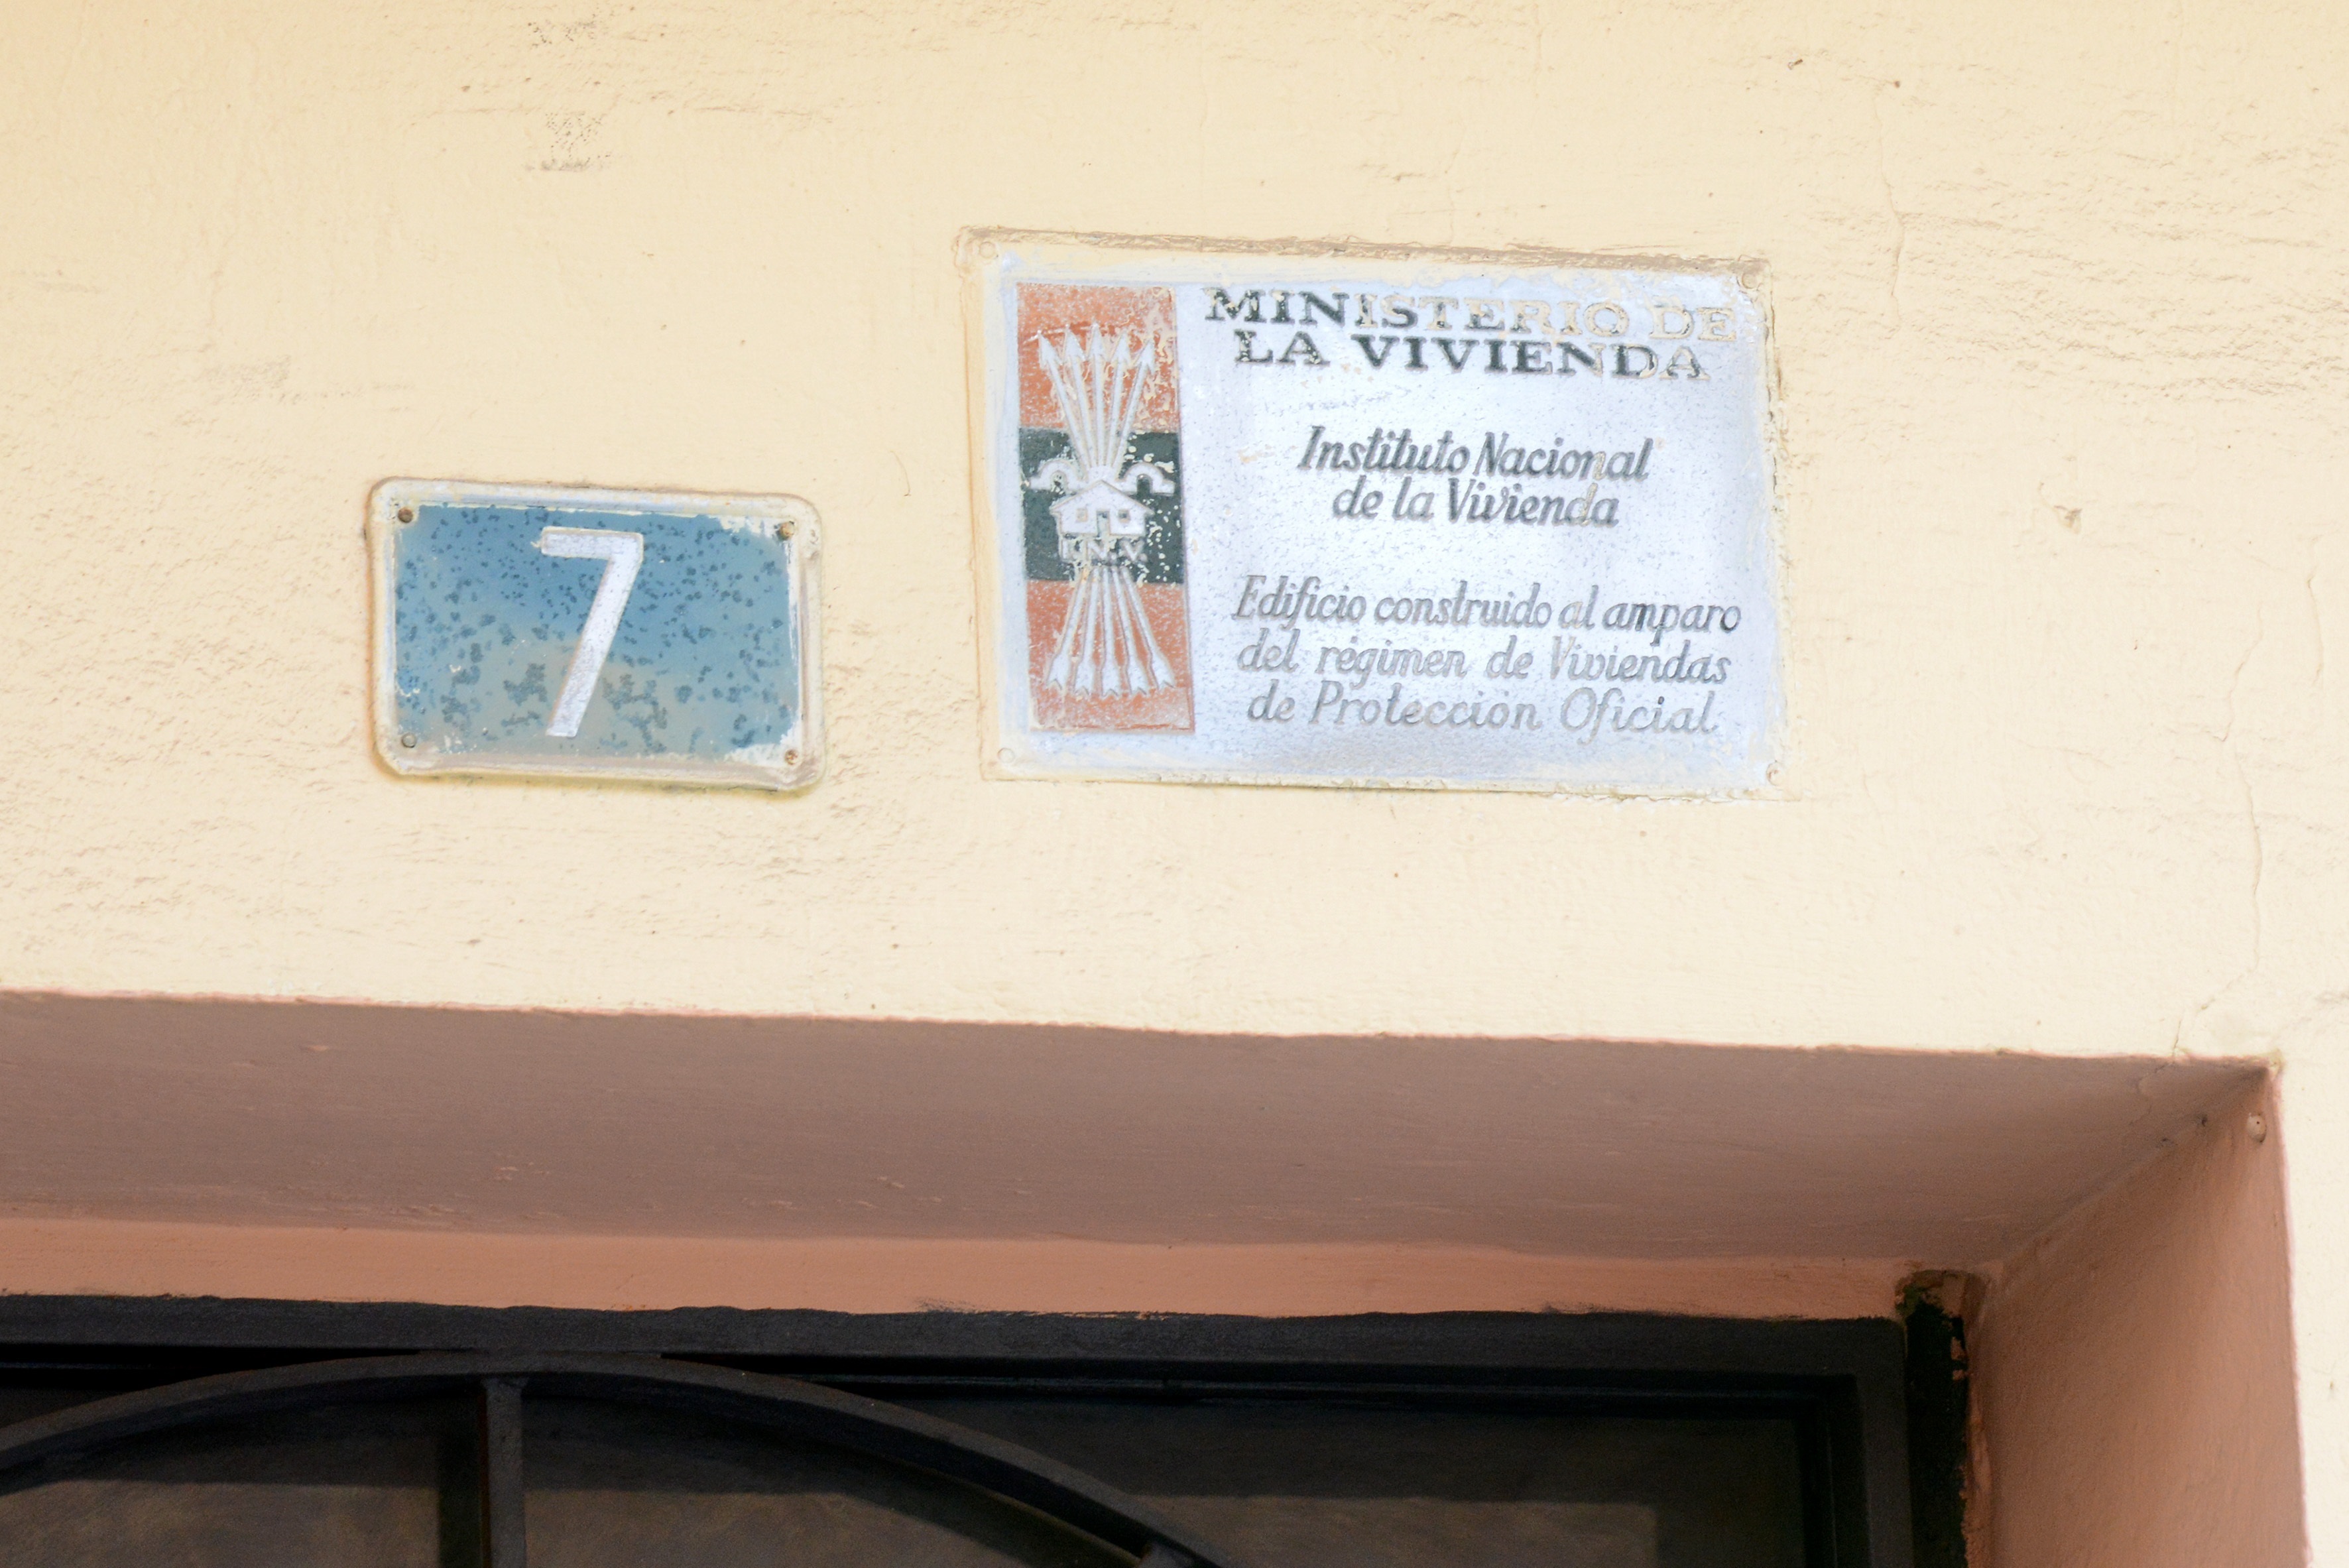 7
MINISTERIO DE
LA VIVIENDA
Instituto Nacional
de la Vivienda
I.N.V.
Edificio construido al amparo
del régimen de Viviendas
de Protección Oficial